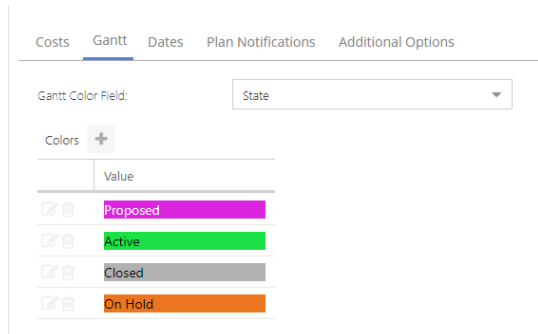 Costs Gantt Dates Plan Notifications Additional Options
Gantt Color Field: State
Colors +
Value
Proposed
Active
Closed
On Hold